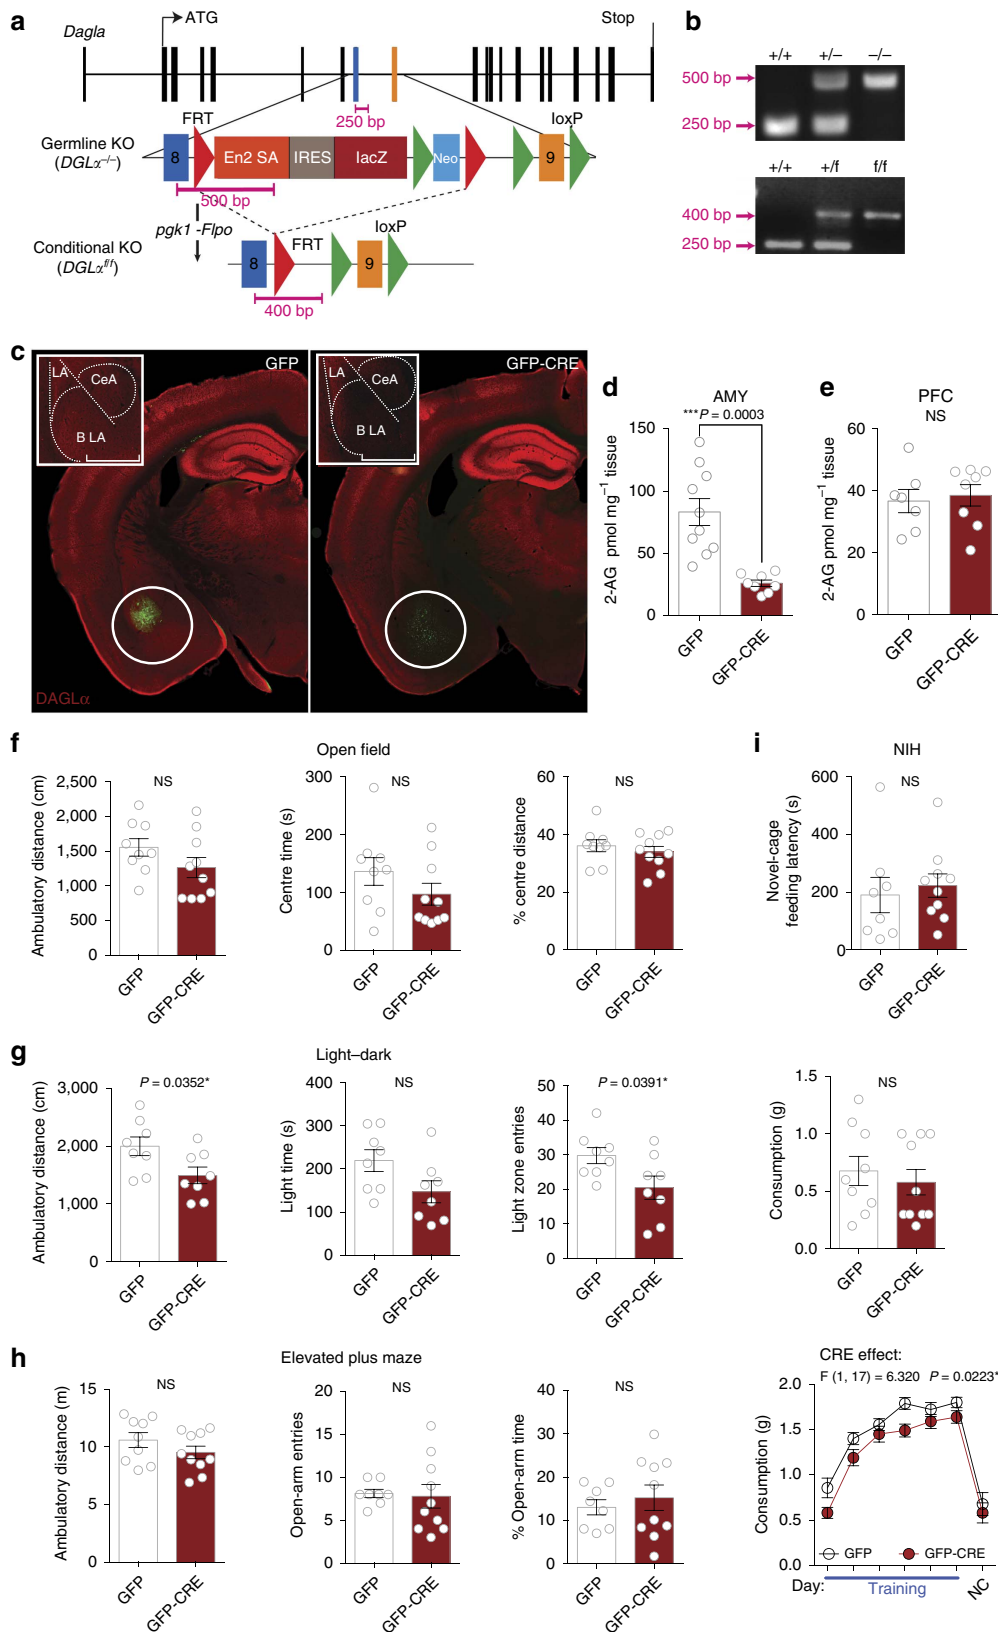 a
Dagla
ATG
Stop
250 bp
FRT
loxP
Germline KO
(DGLα–/–)
8
En2 SA
IRES
lacZ
Neo
9
500 bp
pgk1 -Flpo
Conditional KO
(DGLαf/f)
8
FRT
9
loxP
400 bp
b
+/+
+/–
–/–
500 bp
250 bp
+/+
+/f
f/f
400 bp
250 bp
c
GFP
LA
CeA
B LA
DAGLα
GFP-CRE
LA
CeA
B LA
d
AMY
***P = 0.0003
2-AG pmol mg–1 tissue
150
100
50
0
GFP
GFP-CRE
e
PFC
NS
2-AG pmol mg–1 tissue
60
40
20
0
GFP
GFP-CRE
f
Open field
NS
Ambulatory distance (cm)
2,500
2,000
1,500
1,000
500
0
GFP
GFP-CRE
NS
Centre time (s)
300
200
100
0
GFP
GFP-CRE
NS
% centre distance
60
40
20
0
GFP
GFP-CRE
g
Light–dark
P = 0.0352*
Ambulatory distance (cm)
3,000
2,000
1,000
0
GFP
GFP-CRE
NS
Light time (s)
400
300
200
100
0
GFP
GFP-CRE
P = 0.0391*
Light zone entries
50
40
30
20
10
0
GFP
GFP-CRE
h
Elevated plus maze
NS
Ambulatory distance (m)
15
10
5
0
GFP
GFP-CRE
NS
Open-arm entries
20
15
10
5
0
GFP
GFP-CRE
NS
% Open-arm time
40
30
20
10
0
GFP
GFP-CRE
i
NIH
NS
Novel-cage
feeding latency (s)
600
400
200
0
GFP
GFP-CRE
NS
Consumption (g)
1.5
1.0
0.5
0.0
GFP
GFP-CRE
CRE effect:
F (1, 17) = 6.320 P = 0.0223*
Consumption (g)
2.0
1.5
1.0
0.5
0.0
GFP
GFP-CRE
Day:
Training
NC